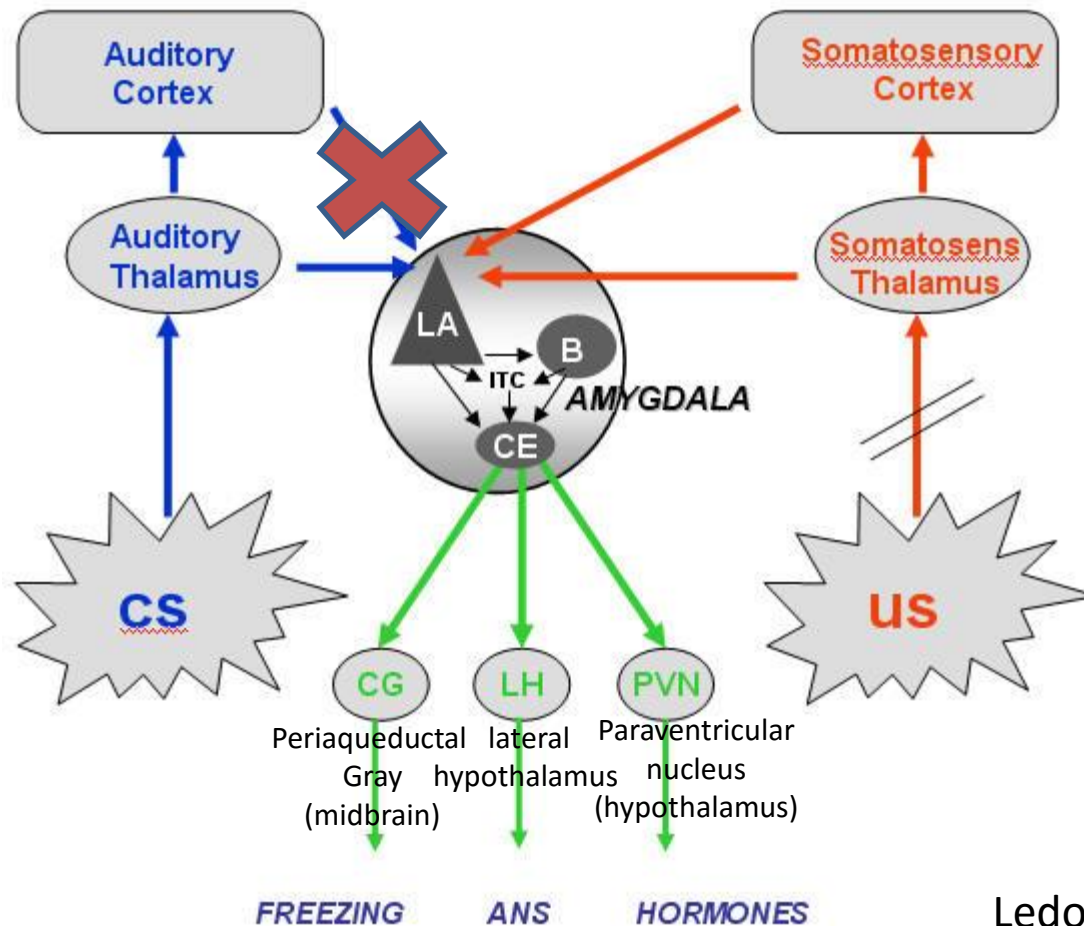 Auditory
Cortex
Somatosensory
Cortex
Auditory
Thalamus
Somatosens
Thalamus
LA
B
ITC
AMYGDALA
CE
cs
us
CG
LH
PVN
Periaqueductal
Gray
(midbrain)
lateral
hypothalamus
Paraventricular
nucleus
(hypothalamus)
FREEZING
ANS
HORMONES
Ledo